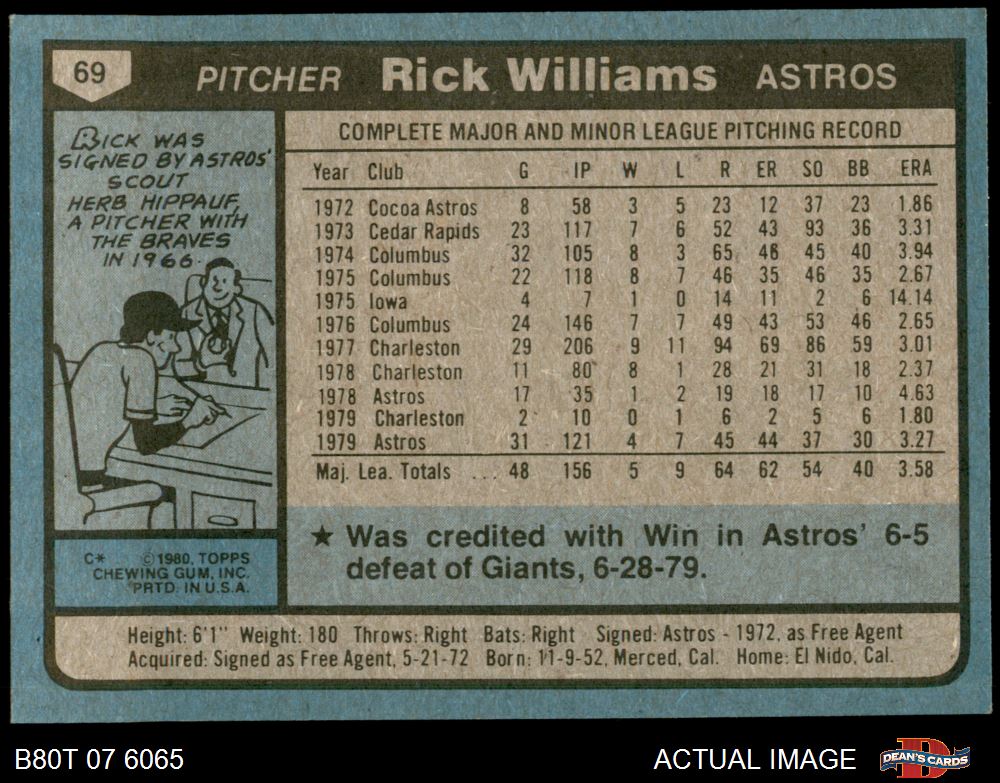 69 PITCHER Rick Williams ASTROS
RICK WAS
SIGNED BY ASTROS'
SCOUT
HERB HIPPAUF,
A PITCHER WITH
THE BRAVES
IN 1966.
C* © 1980, TOPPS
CHEWING GUM, INC.
PRTD. IN U.S.A.
COMPLETE MAJOR AND MINOR LEAGUE PITCHING RECORD
Year Club G IP W L R ER SO BB ERA
1972 Cocoa Astros 8 58 3 5 23 12 37 23 1.86
1973 Cedar Rapids 23 117 7 6 52 43 93 36 3.31
1974 Columbus 32 105 8 3 65 46 45 40 3.94
1975 Columbus 22 118 8 7 46 35 46 35 2.67
1975 Iowa 4 7 1 0 14 11 2 6 14.14
1976 Columbus 24 146 7 7 49 43 53 46 2.65
1977 Charleston 29 206 9 11 94 69 86 59 3.01
1978 Charleston 11 80 8 1 28 21 31 18 2.37
1978 Astros 17 35 1 2 19 18 17 10 4.63
1979 Charleston 2 10 0 1 6 2 5 6 1.80
1979 Astros 31 121 4 7 45 44 37 30 3.27
Maj. Lea. Totals ... 48 156 5 9 64 62 54 40 3.58
★ Was credited with Win in Astros' 6-5
defeat of Giants, 6-28-79.
Height: 6'1" Weight: 180 Throws: Right Bats: Right Signed: Astros - 1972, as Free Agent
Acquired: Signed as Free Agent, 5-21-72 Born: 11-9-52, Merced, Cal. Home: El Nido, Cal.
B80T 07 6065 ACTUAL IMAGE DEAN'S CARDS